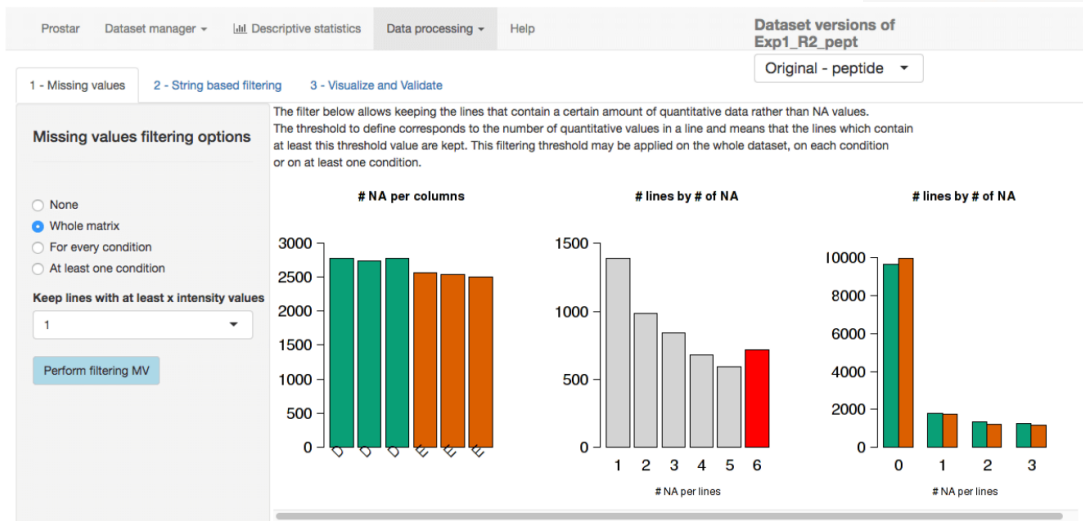 Prostar Dataset manager Descriptive statistics Data processing Help
Dataset versions of
Exp1_R2_pept
Original - peptide
1 - Missing values 2 - String based filtering 3 - Visualize and Validate
The filter below allows keeping the lines that contain a certain amount of quantitative data rather than NA values.
The threshold to define corresponds to the number of quantitative values in a line and means that the lines which contain
at least this threshold value are kept. This filtering threshold may be applied on the whole dataset, on each condition
or on at least one condition.
Missing values filtering options
None
Whole matrix
For every condition
At least one condition
Keep lines with at least x intensity values
1
Perform filtering MV
# NA per columns
3000
2500
2000
1500
1000
500
0
D D D E E E
# lines by # of NA
1500
1000
500
0
1 2 3 4 5 6
# NA per lines
# lines by # of NA
10000
8000
6000
4000
2000
0
0 1 2 3
# NA per lines